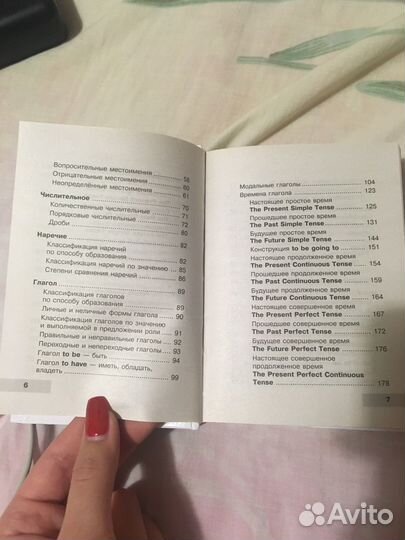 Вопросительные местоимения 58
Отрицательные местоимения 60
Неопределённые местоимения 61
Числительное 70
Количественные числительные 71
Порядковые числительные 72
Дроби 80
Наречие 82
Классификация наречий
по способу образования 82
Классификация наречий по значению 83
Степени сравнения наречий 86
Глагол 89
Классификация глаголов
по способу образования 89
Личные и неличные формы глагола 90
Классификация глаголов по значению
и выполняемой в предложении роли 91
Правильные и неправильные глаголы 92
Переходные и непереходные глаголы 93
Глагол to be — быть 94
Глагол to have — иметь, обладать,
владеть 99
6
Модальные глаголы 104
Времена глагола 123
Настоящее простое время
The Present Simple Tense 125
Прошедшее простое время
The Past Simple Tense 131
Будущее простое время
The Future Simple Tense 144
Конструкция to be going to 151
Настоящее продолженное время
The Present Continuous Tense 154
Прошедшее продолженное время
The Past Continuous Tense 159
Будущее продолженное время
The Future Continuous Tense 164
Настоящее совершенное время
The Present Perfect Tense 167
Прошедшее совершенное время
The Past Perfect Tense 172
Будущее совершенное время
The Future Perfect Tense 176
Настоящее совершенное
продолженное время
The Present Perfect Continuous
Tense 178
7
Avito